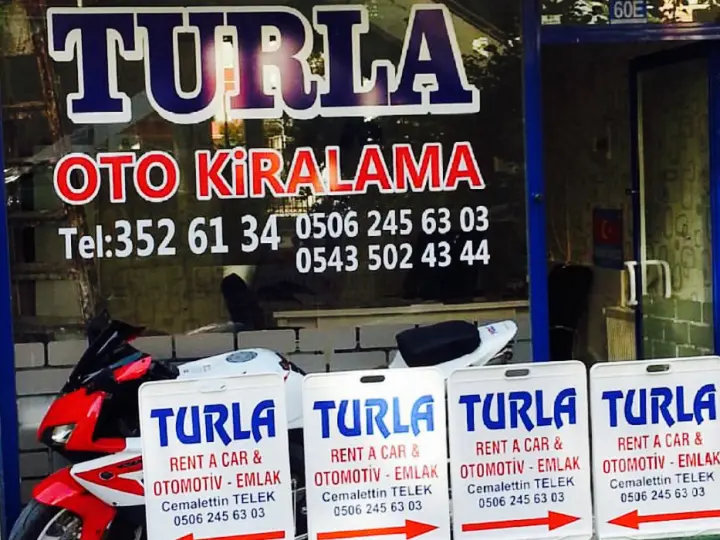 60E
TURLA
OTO KiRALAMA
Tel:352 61 34 0506 245 63 03
0543 502 43 44
TURLA
RENT A CAR &
OTOMOTİV - EMLAK
Cemalettin TELEK
0506 245 63 03
TURLA
RENT A CAR &
OTOMOTİV - EMLAK
Cemalettin TELEK
0506 245 63 03
TURLA
RENT A CAR &
OTOMOTİV - EMLAK
Cemalettin TELEK
0506 245 63 03
TURLA
RENT A CAR &
OTOMOTİV - EMLAK
Cemalettin TELEK
0506 245 63 03